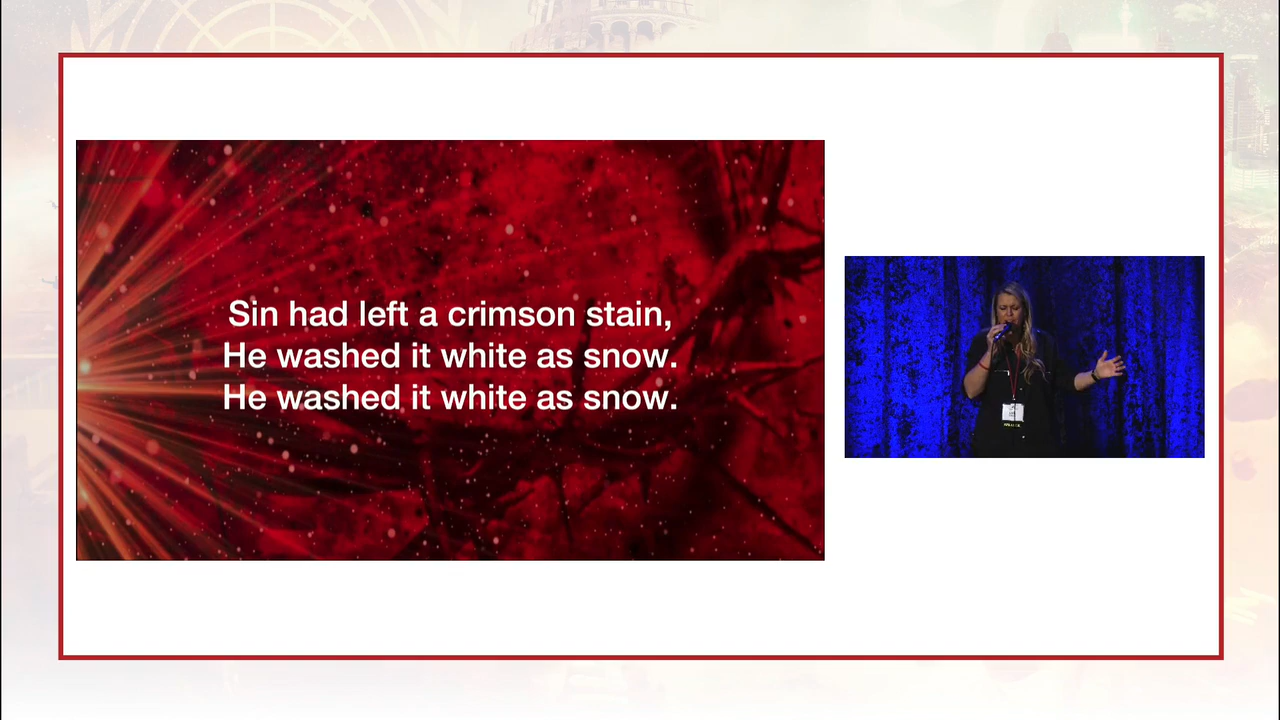 Sin had left a crimson stain,
He washed it white as snow.
He washed it white as snow.